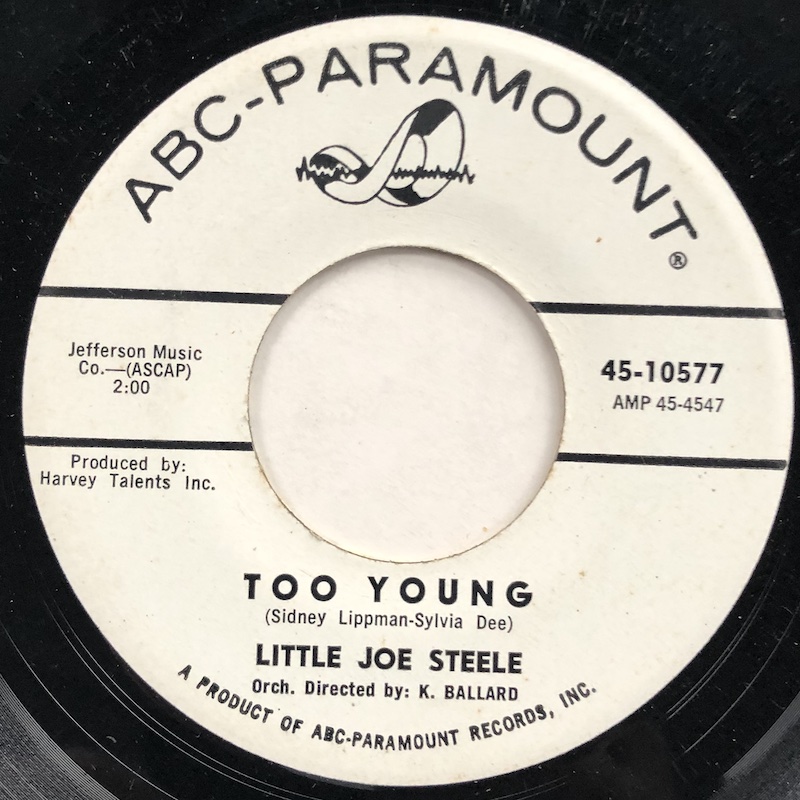 ABC-PARAMOUNT
®
Jefferson Music
Co.—(ASCAP)
2:00
45-10577
AMP 45-4547
Produced by:
Harvey Talents Inc.
TOO YOUNG
(Sidney Lippman-Sylvia Dee)
LITTLE JOE STEELE
Orch. Directed by: K. BALLARD
A PRODUCT OF ABC-PARAMOUNT RECORDS, INC.